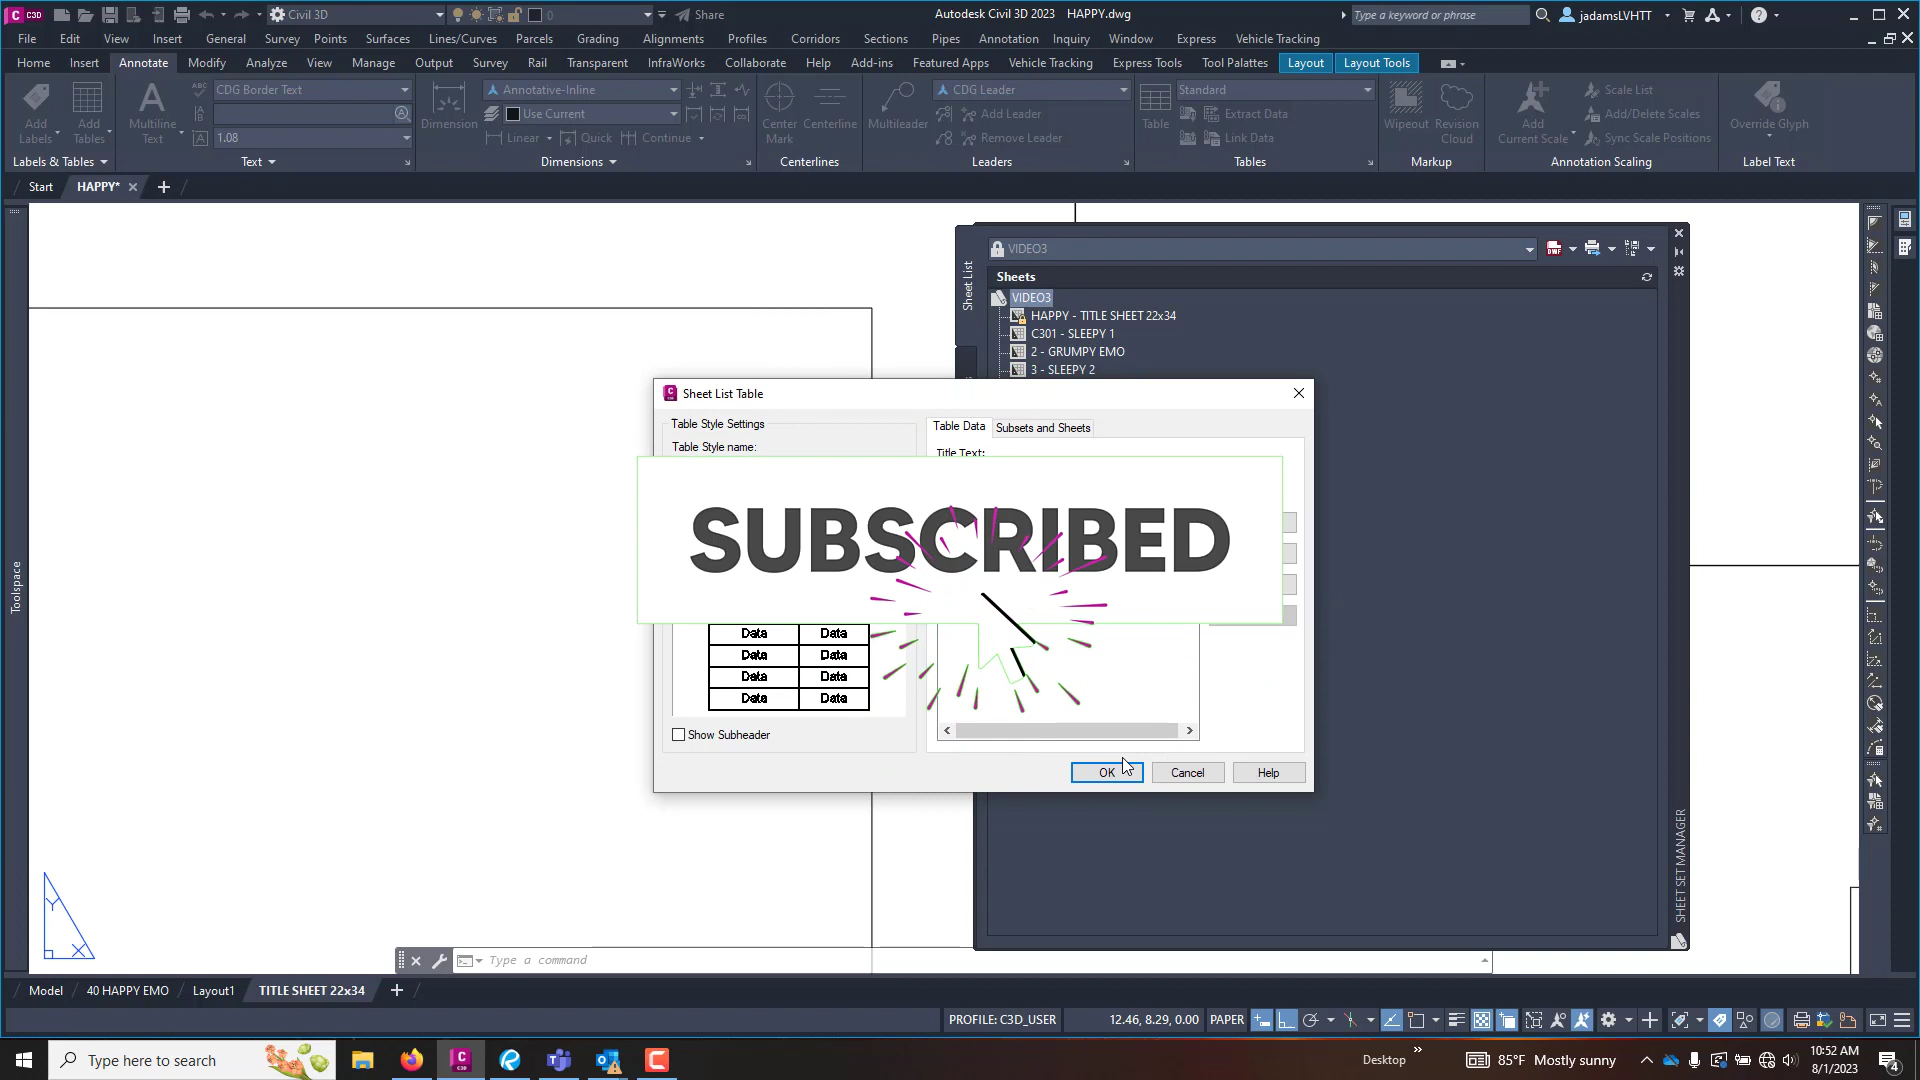 C3D
Civil 3D
0
Share
Autodesk Civil 3D 2023 HAPPY.dwg
Type a keyword or phrase
jadamsLVHTT
File Edit View Insert General Survey Points Surfaces Lines/Curves Parcels Grading Alignments Profiles Corridors Sections Pipes Annotation Inquiry Window Express Vehicle Tracking
Home Insert Annotate Modify Analyze View Manage Output Survey Rail Transparent InfraWorks Collaborate Help Add-ins Featured Apps Vehicle Tracking Express Tools Tool Palettes Layout Layout Tools
CDG Border Text
Annotative-Inline
CDG Leader
Standard
Scale List
Use Current
Add Leader
Extract Data
Add/Delete Scales
Add Labels
Add Tables
Multiline Text
1.08
Dimension
Linear
Quick
Continue
Center Mark
Centerline
Multileader
Remove Leader
Table
Link Data
Wipeout
Revision Cloud
Add Current Scale
Sync Scale Positions
Override Glyph
Labels & Tables
Text
Dimensions
Centerlines
Leaders
Tables
Markup
Annotation Scaling
Label Text
Start
HAPPY*
Toolspace
Sheet List
VIDEO3
Sheets
VIDEO3
HAPPY - TITLE SHEET 22x34
C301 - SLEEPY 1
2 - GRUMPY EMO
3 - SLEEPY 2
SHEET SET MANAGER
Sheet List Table
Table Style Settings
Table Style name:
Table Data
Subsets and Sheets
Title Text:
SUBSCRIBED
Data Data
Data Data
Data Data
Data Data
Show Subheader
OK
Cancel
Help
Y
X
Type a command
Model
40 HAPPY EMO
Layout1
TITLE SHEET 22x34
PROFILE: C3D_USER
12.46, 8.29, 0.00
PAPER
Type here to search
Desktop
85°F Mostly sunny
10:52 AM
8/1/2023
4